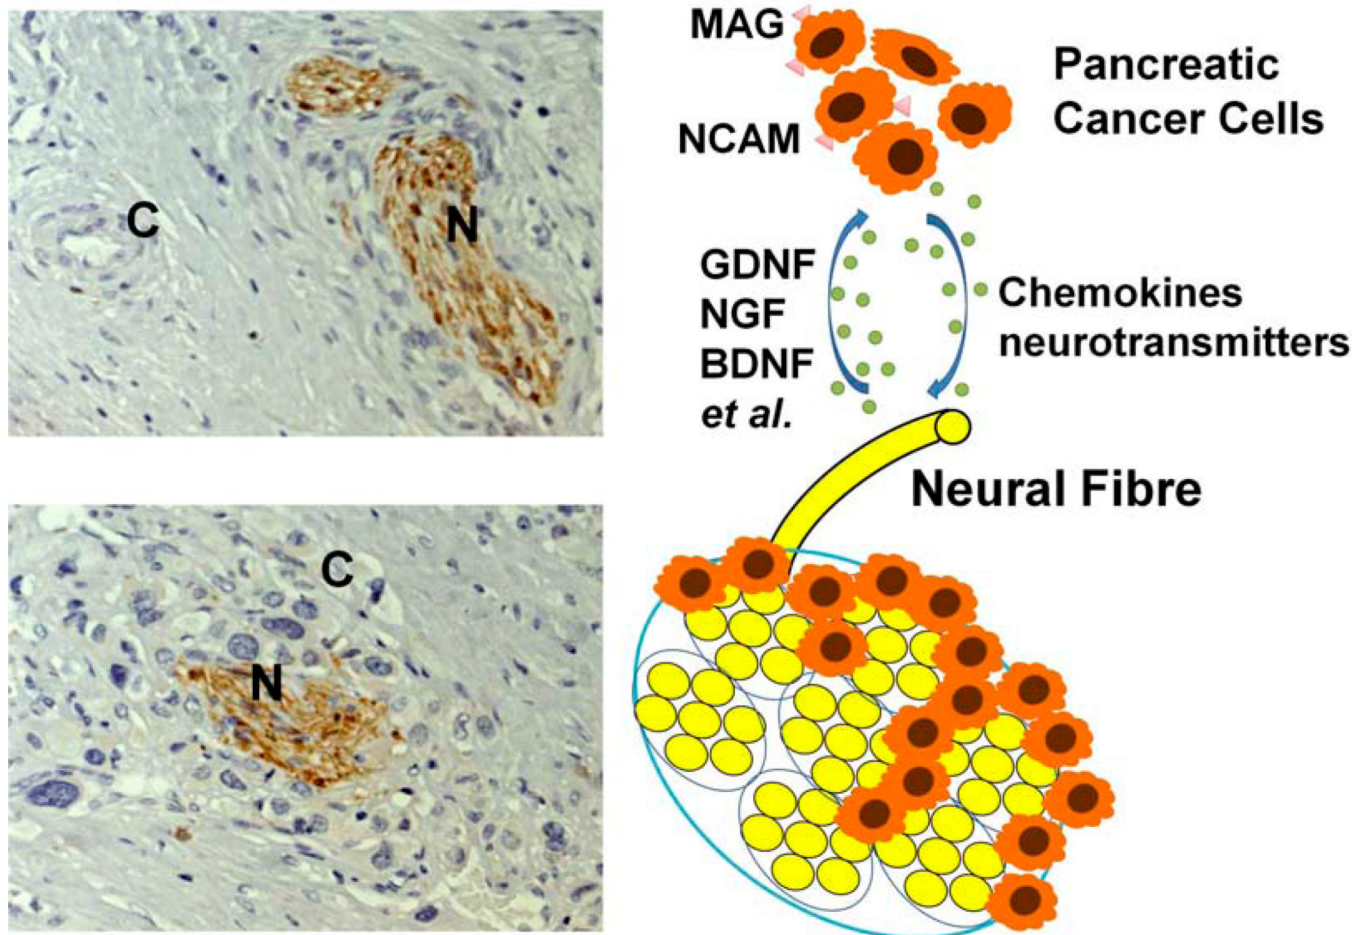 C
N
C
N
MAG
NCAM
Pancreatic
Cancer Cells
GDNF
NGF
BDNF
et al.
Chemokines
neurotransmitters
Neural Fibre